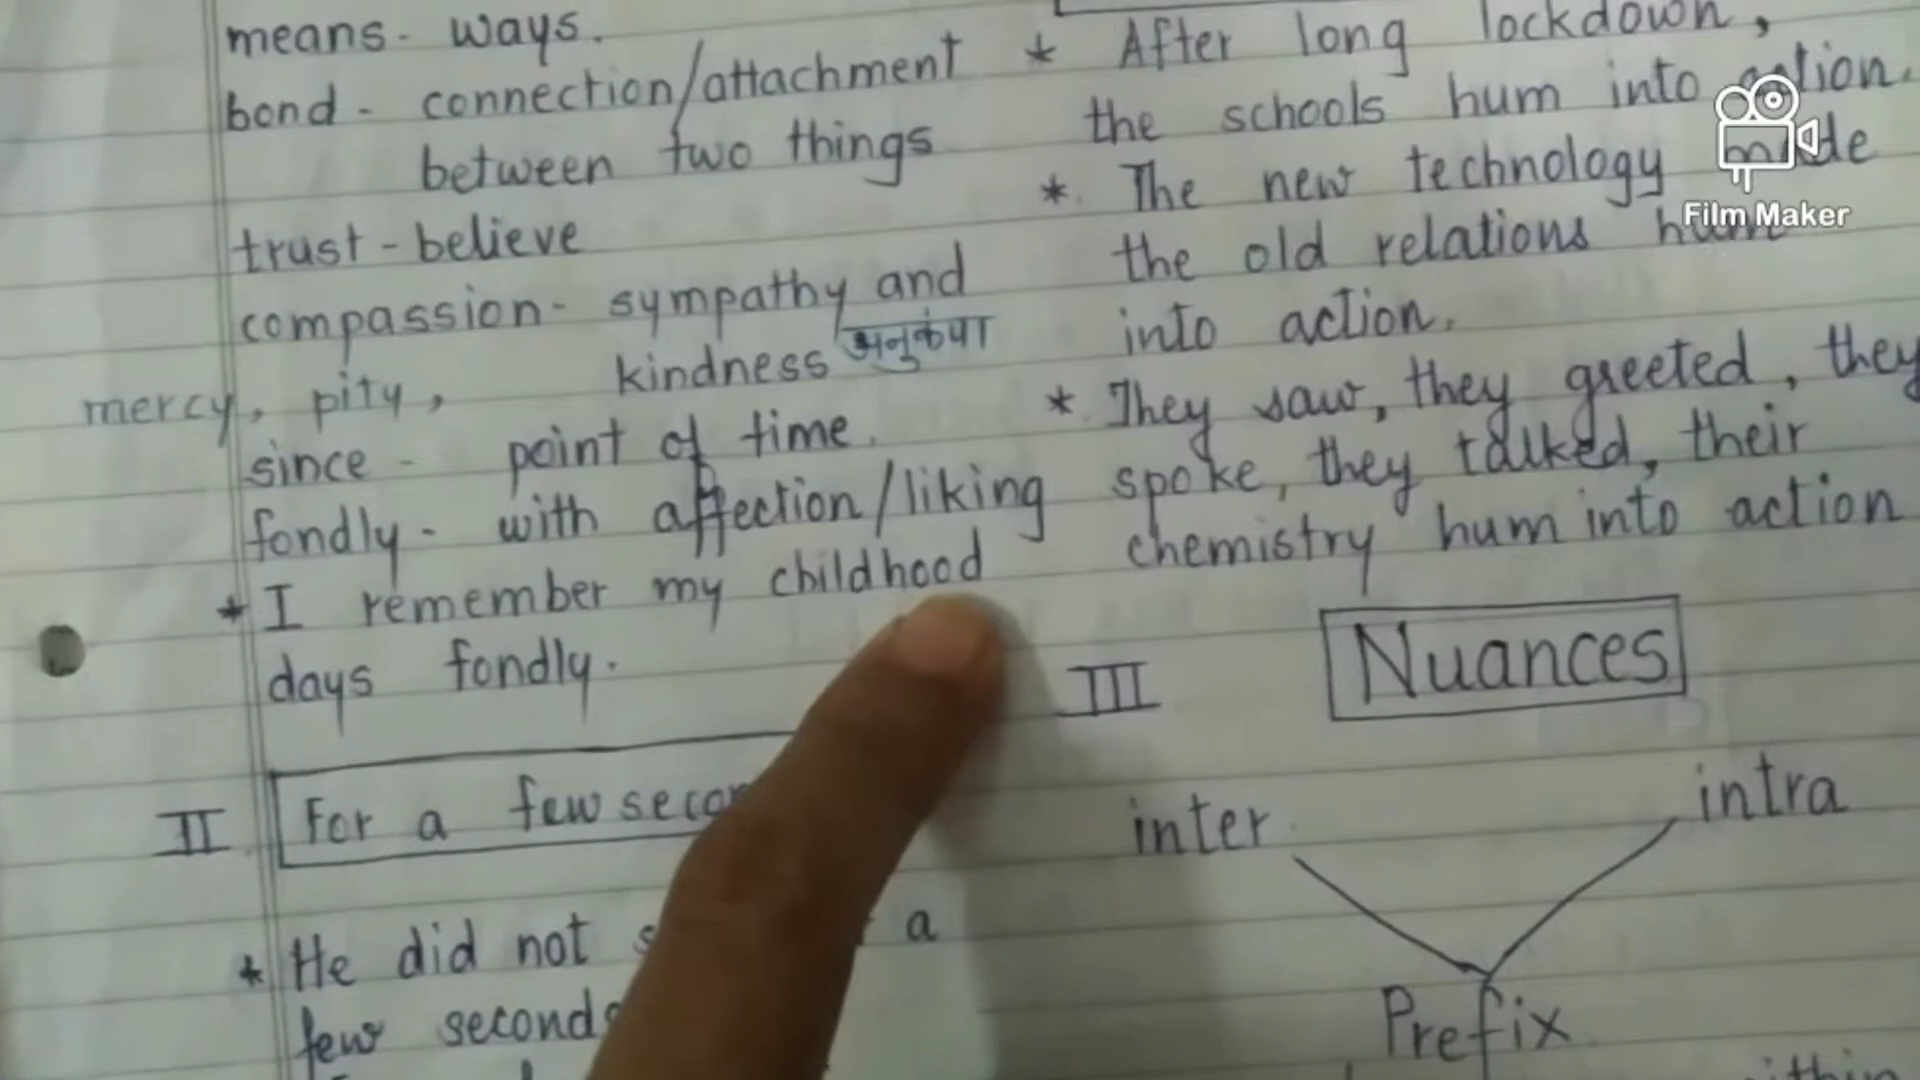 means - ways.
bond - connection/attachment
between two things
trust - believe
compassion - sympathy and
kindness अनुकंपा
mercy, pity,
since - point of time.
fondly - with affection/liking
* I remember my childhood
days fondly.
II For a few
* He did not a
few
* After long lockdown,
the schools hum into action.
* The new technology made
the old relations hum
into action.
* They saw, they greeted, they
spoke, they talked, their
chemistry hum into action
III Nuances
inter intra
Prefix
Film Maker